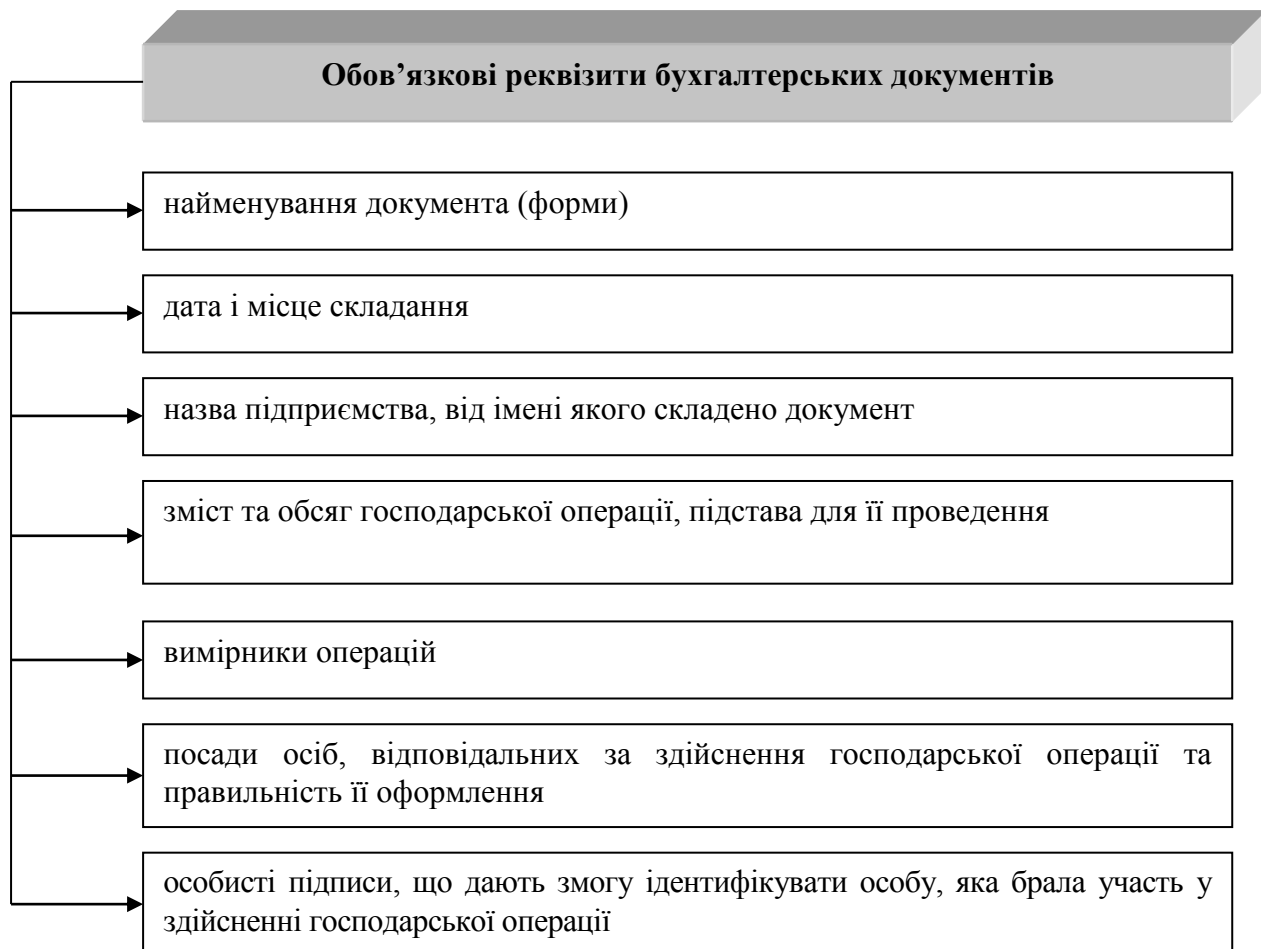 Обов’язкові реквізити бухгалтерських документів
найменування документа (форми)
дата і місце складання
назва підприємства, від імені якого складено документ
зміст та обсяг господарської операції, підстава для її проведення
вимірники операцій
посади осіб, відповідальних за здійснення господарської операції та
правильність її оформлення
особисті підписи, що дають змогу ідентифікувати особу, яка брала участь у
здійсненні господарської операції